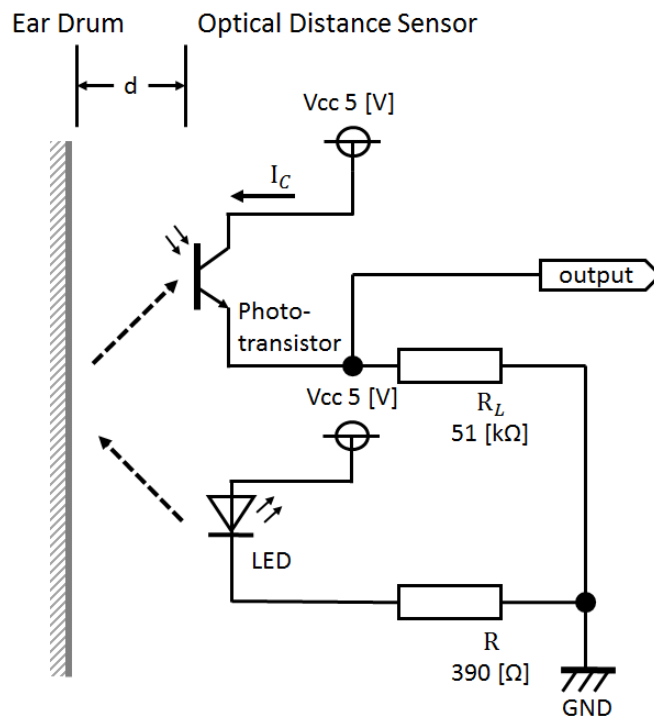 Ear Drum
Optical Distance Sensor
d
Vcc 5 [V]
I_C
output
Photo-
transistor
Vcc 5 [V]
R_L
51 [kΩ]
LED
R
390 [Ω]
GND